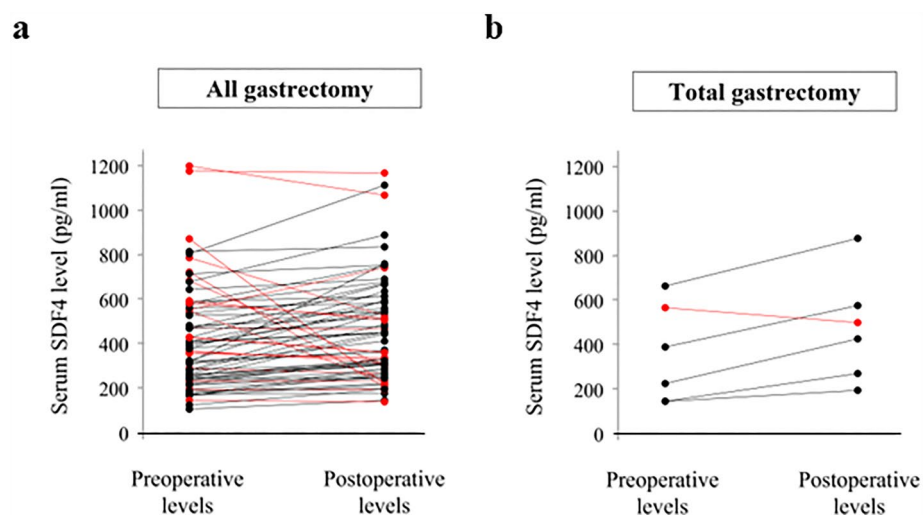 a
All gastrectomy
Serum SDF4 level (pg/ml)
1200
1000
800
600
400
200
0
Preoperative
levels
Postoperative
levels
b
Total gastrectomy
Serum SDF4 level (pg/ml)
1200
1000
800
600
400
200
0
Preoperative
levels
Postoperative
levels